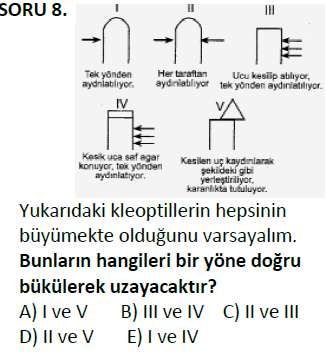 SORU 8.
I II III
Tek yönden
aydınlatılıyor.
Her taraftan
aydınlatılıyor
Ucu kesilip atılıyor,
tek yönden aydınlatılıyor.
IV V
Kesik uca saf agar
konuyor, tek yönden
aydınlatılıyor.
Kesilen uç kaydırılarak
şekildeki gibi
yerleştiriliyor,
karanlıkta tutuluyor.
Yukarıdaki kleoptillerin hepsinin
büyümekte olduğunu varsayalım.
Bunların hangileri bir yöne doğru
bükülerek uzayacaktır?
A) I ve V B) III ve IV C) II ve III
D) II ve V E) I ve IV